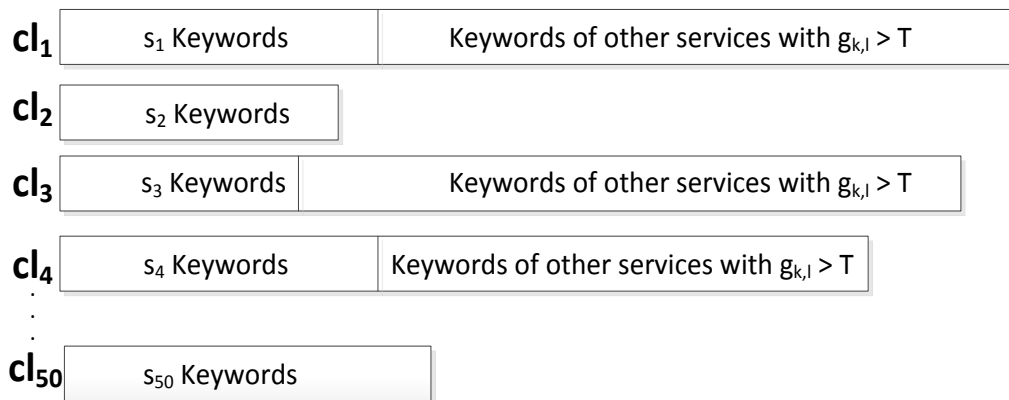 cl1 s1 Keywords Keywords of other services with gk,l > T
cl2 s2 Keywords
cl3 s3 Keywords Keywords of other services with gk,l > T
cl4 s4 Keywords Keywords of other services with gk,l > T
.
.
.
cl50 s50 Keywords